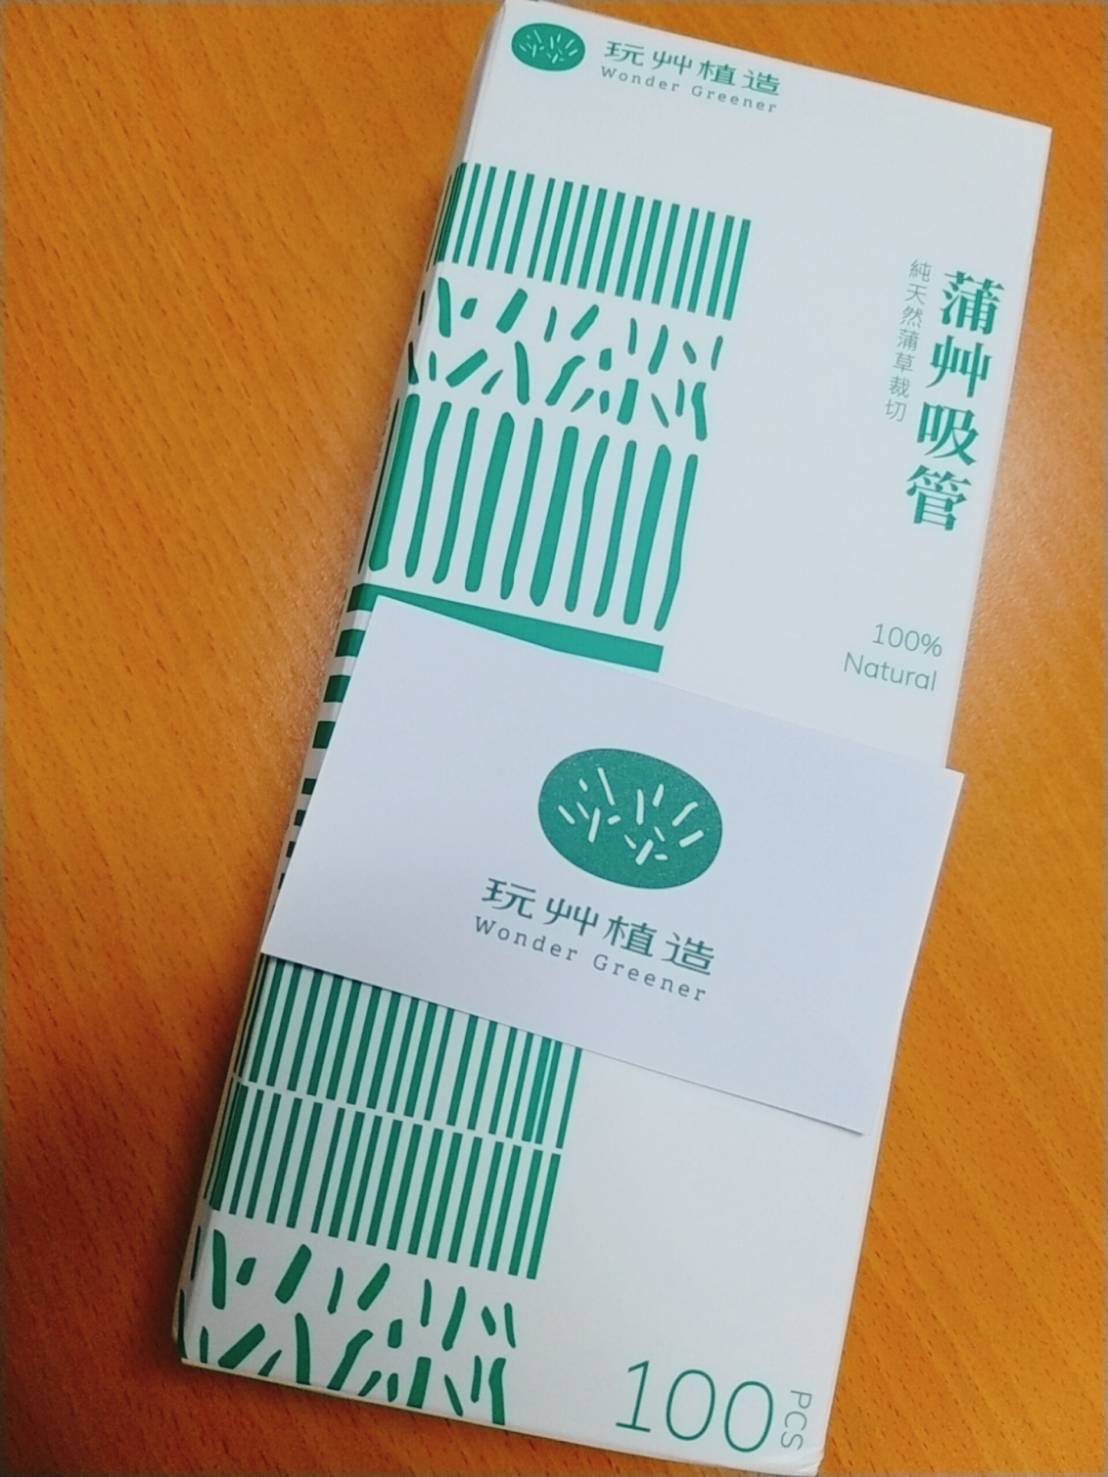 玩艸植造
Wonder Greener
蒲艸吸管
純天然蒲草裁切
100%
Natural
玩艸植造
Wonder Greener
100
PCS